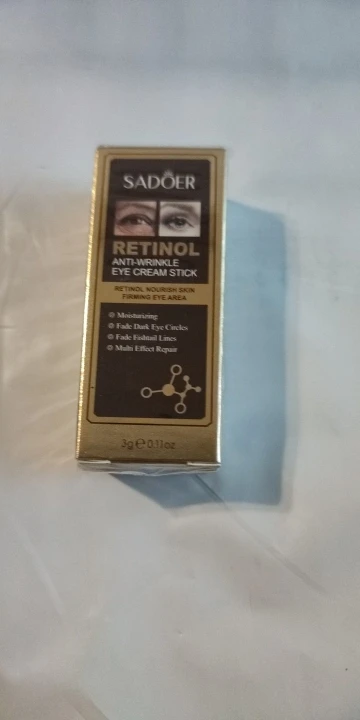 SADOER
RETINOL
ANTI-WRINKLE
EYE CREAM STICK
RETINOL NOURISH SKIN
FIRMING EYE AREA
Moisturizing
Fade Dark Eye Circles
Fade Fishtail Lines
Multi Effect Repair
3g ℮ 0.11oz